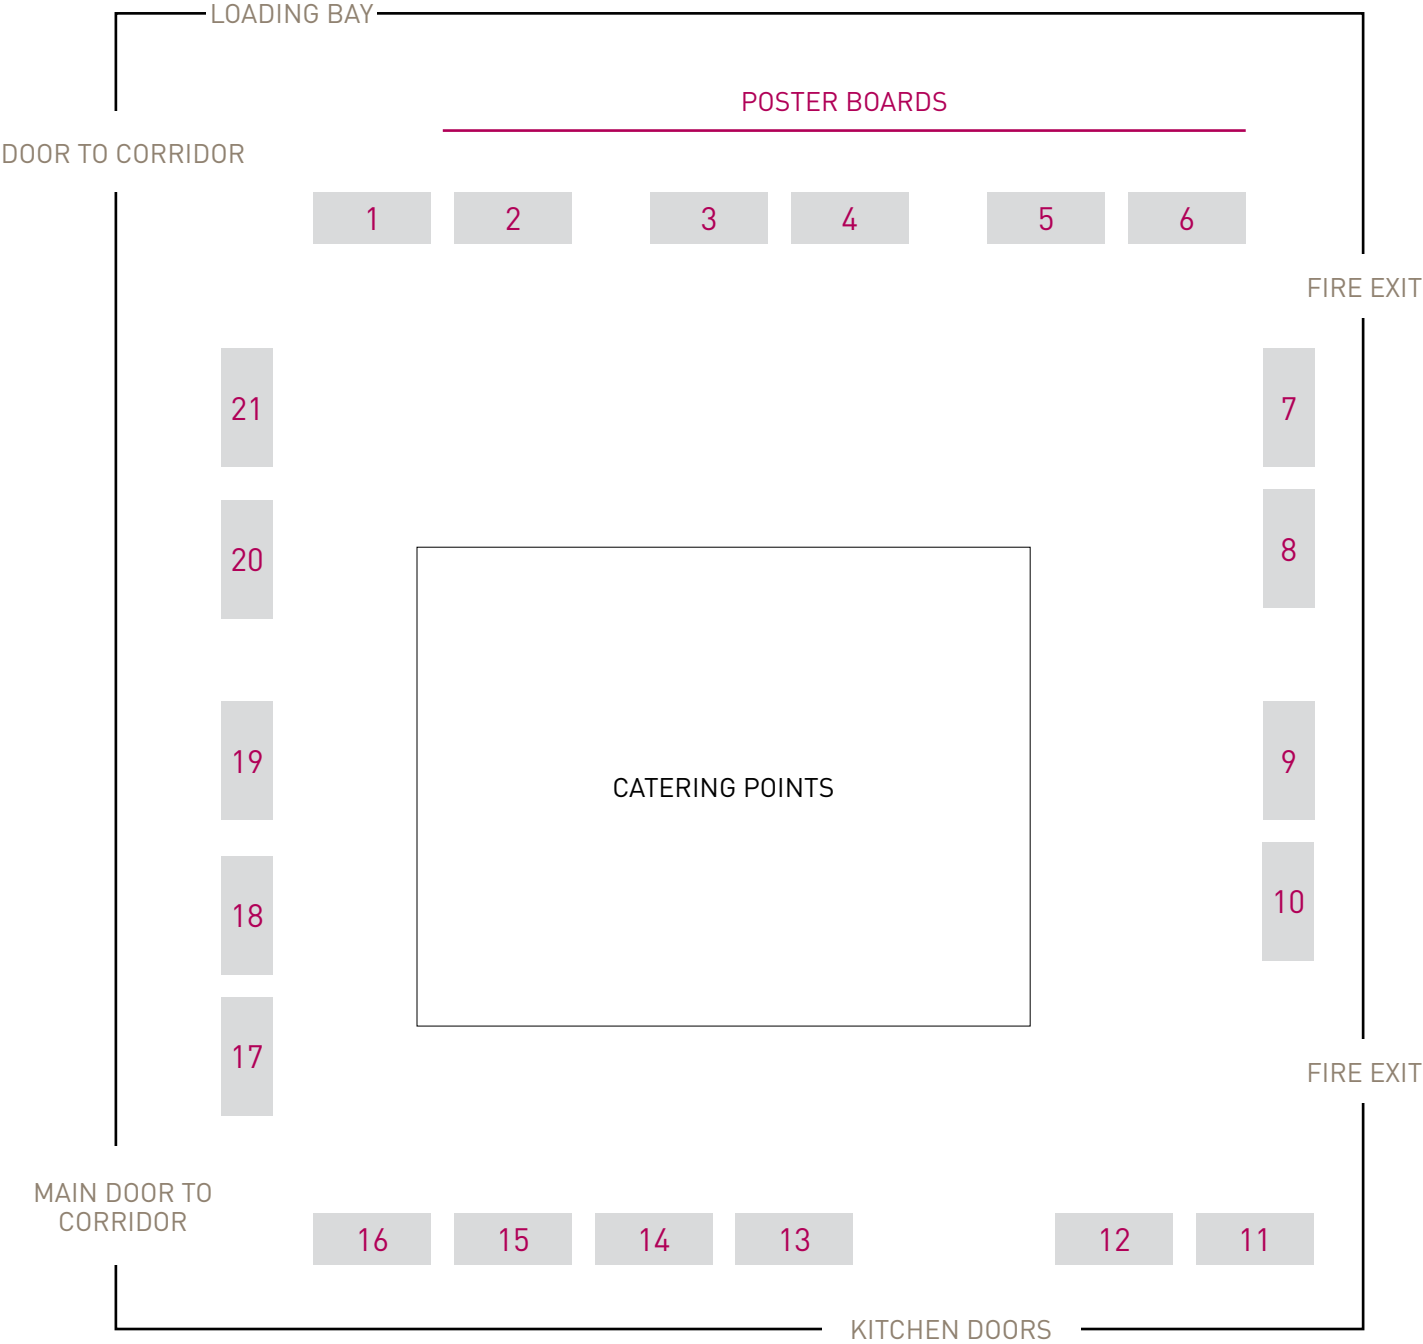 LOADING BAY
POSTER BOARDS
DOOR TO CORRIDOR
1
2
3
4
5
6
FIRE EXIT
21
7
20
8
19
9
CATERING POINTS
18
10
17
FIRE EXIT
MAIN DOOR TO
CORRIDOR
16
15
14
13
12
11
KITCHEN DOORS